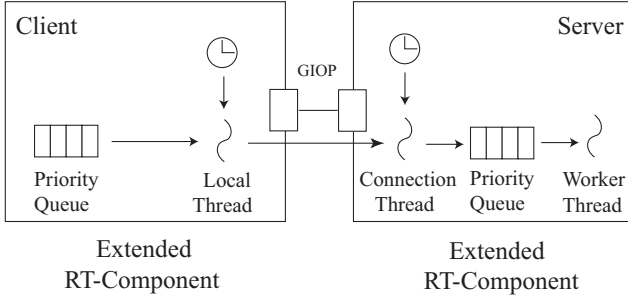 Client
Server
GIOP
Priority
Queue
Local
Thread
Connection
Thread
Priority
Queue
Worker
Thread
Extended
RT-Component
Extended
RT-Component